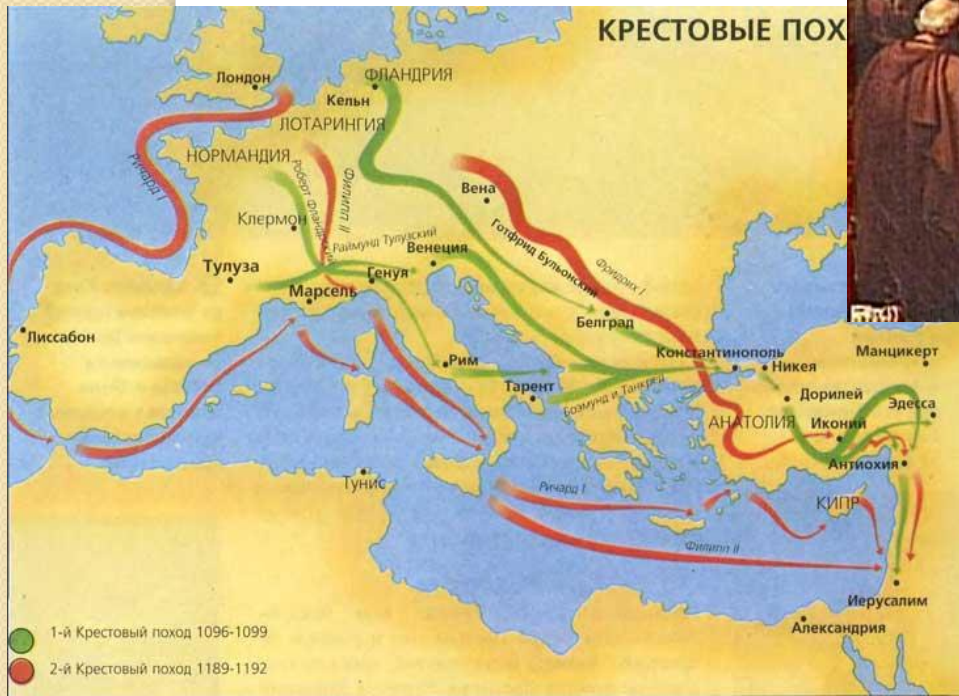 КРЕСТОВЫЕ ПОХ
Лондон
ФЛАНДРИЯ
Кельн
ЛОТАРИНГИЯ
НОРМАНДИЯ
Ричард I
Роберт Фландрский
Филипп II
Вена
Клермон
Раймунд Тулузский
Венеция
Готфрид Бульонский
Фридрих I
Тулуза
Генуя
Марсель
Белград
Лиссабон
Рим
Константинополь
Никея
Манцикерт
Тарент
Боэмунд и Танкред
Дорилей
Эдесса
АНАТОЛИЯ
Иконий
Антиохия
Тунис
Ричард I
КИПР
Филипп II
Иерусалим
Александрия
1-й Крестовый поход 1096-1099
2-й Крестовый поход 1189-1192